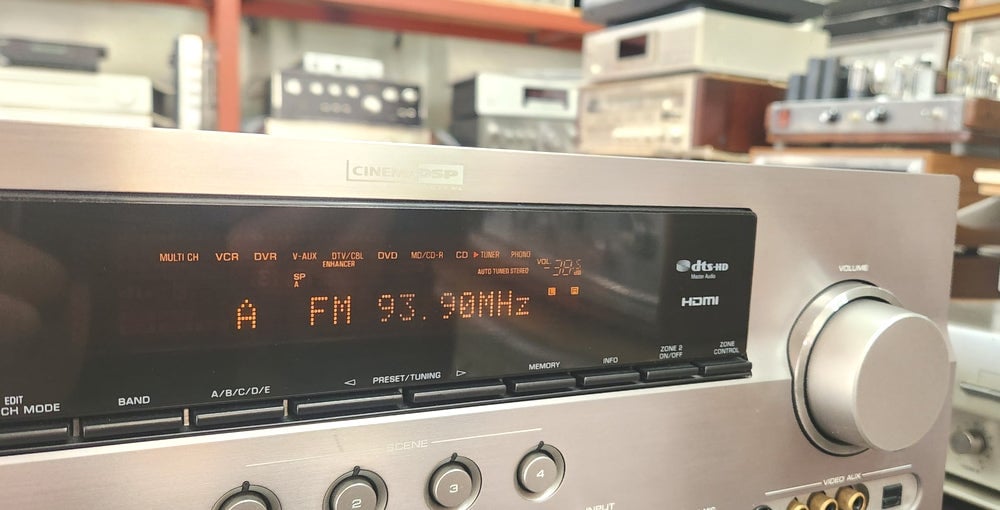 CINEMA DSP
MULTI CH VCR DVR V-AUX DTV/CBL DVD MD/CD-R CD TUNER PHONO
ENHANCER
AUTO TUNED STEREO
VOL.
SP
A
A FM 93.90MHz
dts-HD
Master Audio
HDMI
VOLUME
EDIT
CH MODE
BAND
A/B/C/D/E
PRESET/TUNING
MEMORY
INFO
ZONE 2
ON/OFF
ZONE
CONTROL
SCENE
2
3
4
INPUT
VIDEO AUX